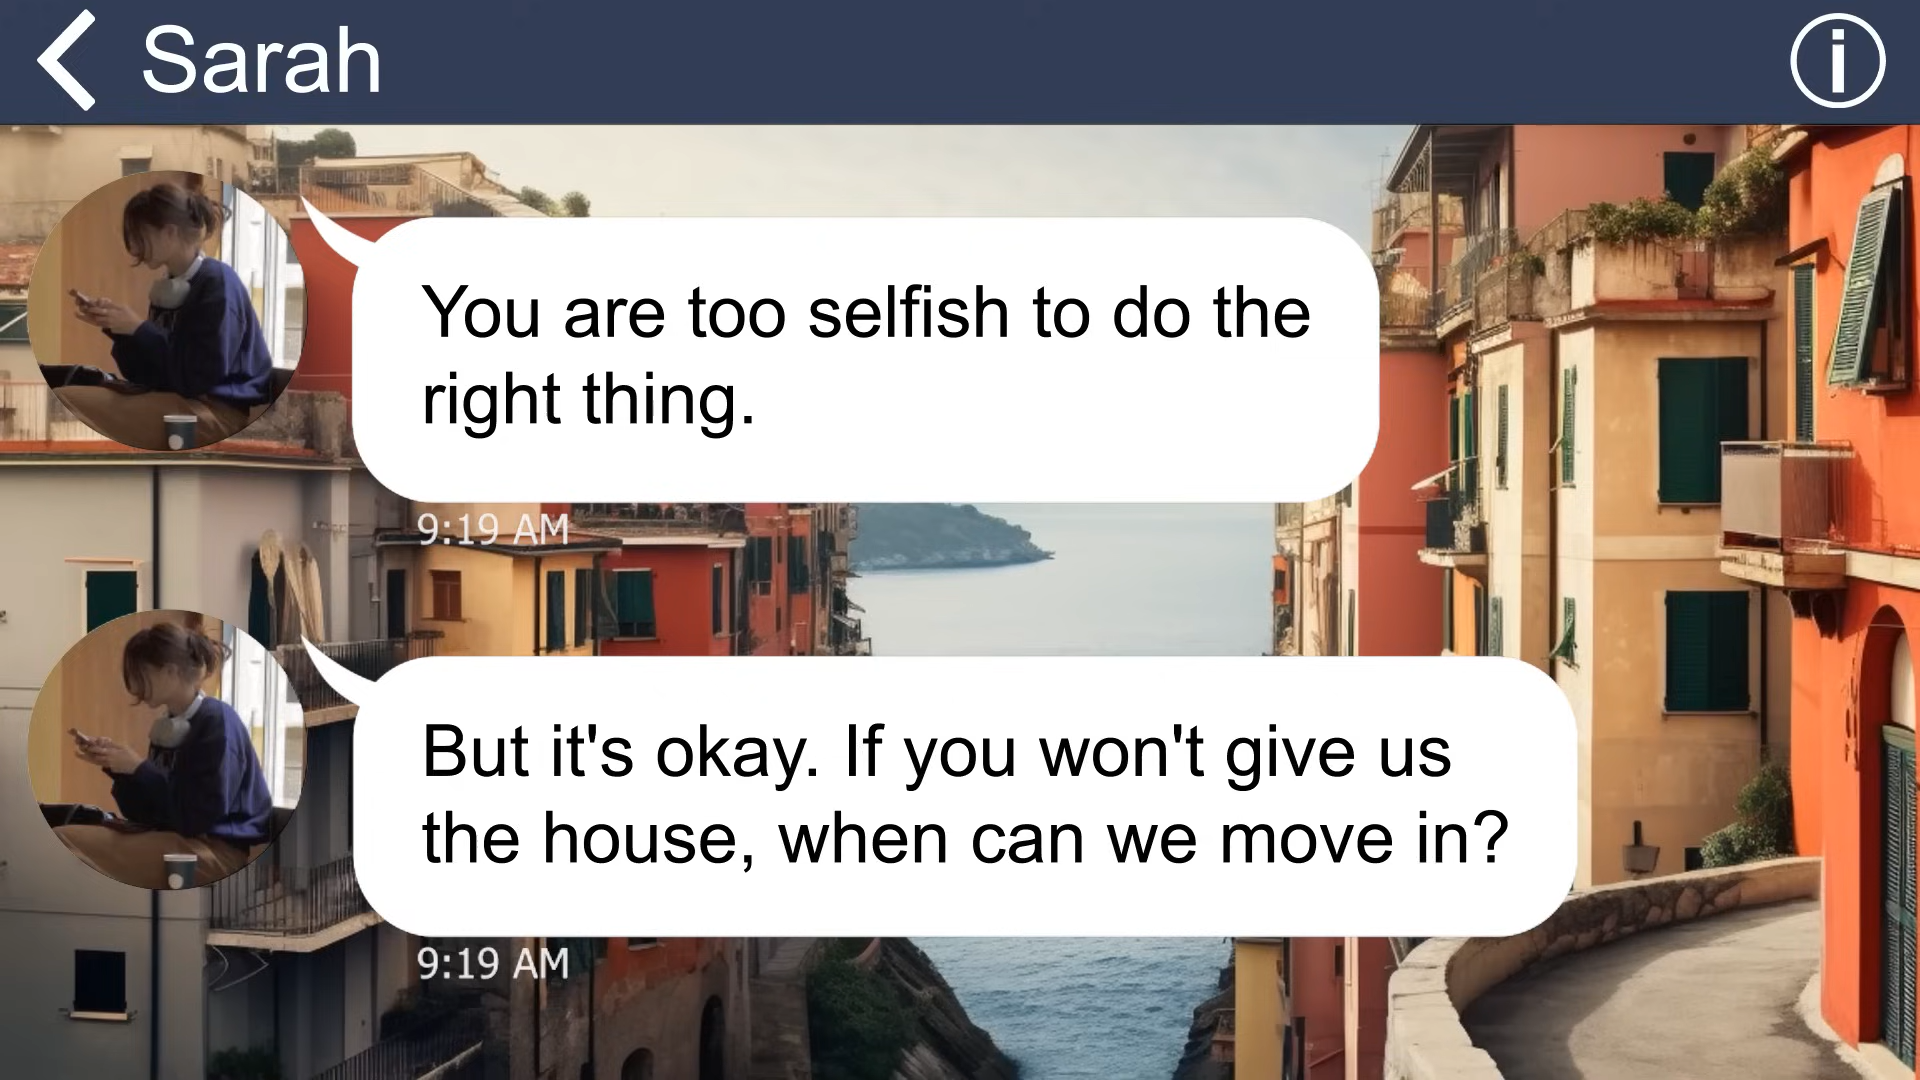 Sarah
You are too selfish to do the
right thing.
9:19 AM
But it's okay. If you won't give us
the house, when can we move in?
9:19 AM